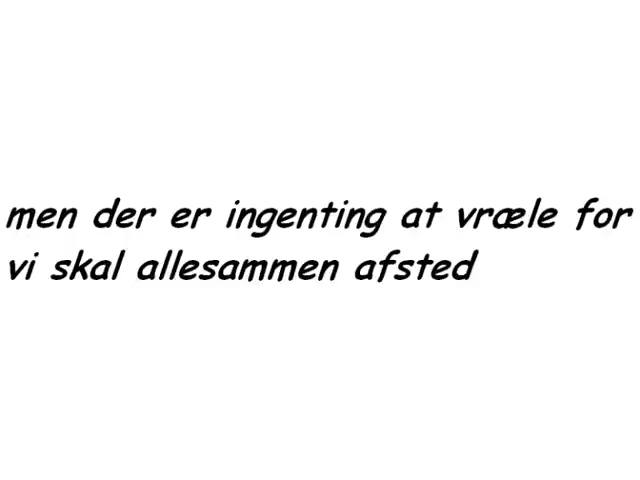 men der er ingenting at vræle for
vi skal allesammen afsted